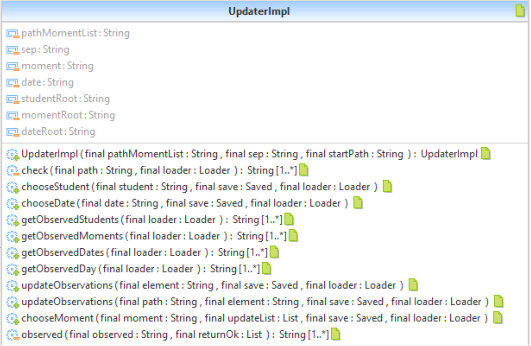 UpdaterImpl
pathMomentList : String
sep : String
moment : String
date : String
studentRoot : String
momentRoot : String
dateRoot : String
UpdaterImpl ( final pathMomentList : String , final sep : String , final startPath : String ) : UpdaterImpl
check ( final path : String , final loader : Loader ) : String [1..*]
chooseStudent ( final student : String , final save : Saved , final loader : Loader )
chooseDate ( final date : String , final save : Saved , final loader : Loader )
getObservedStudents ( final loader : Loader ) : String [1..*]
getObservedMoments ( final loader : Loader ) : String [1..*]
getObservedDates ( final loader : Loader ) : String [1..*]
getObservedDay ( final loader : Loader ) : String [1..*]
updateObservations ( final element : String , final save : Saved , final loader : Loader )
updateObservations ( final path : String , final element : String , final save : Saved , final loader : Loader )
chooseMoment ( final moment : String , final updateList : List , final save : Saved , final loader : Loader )
observed ( final observed : String , final returnOk : List ) : String [1..*]